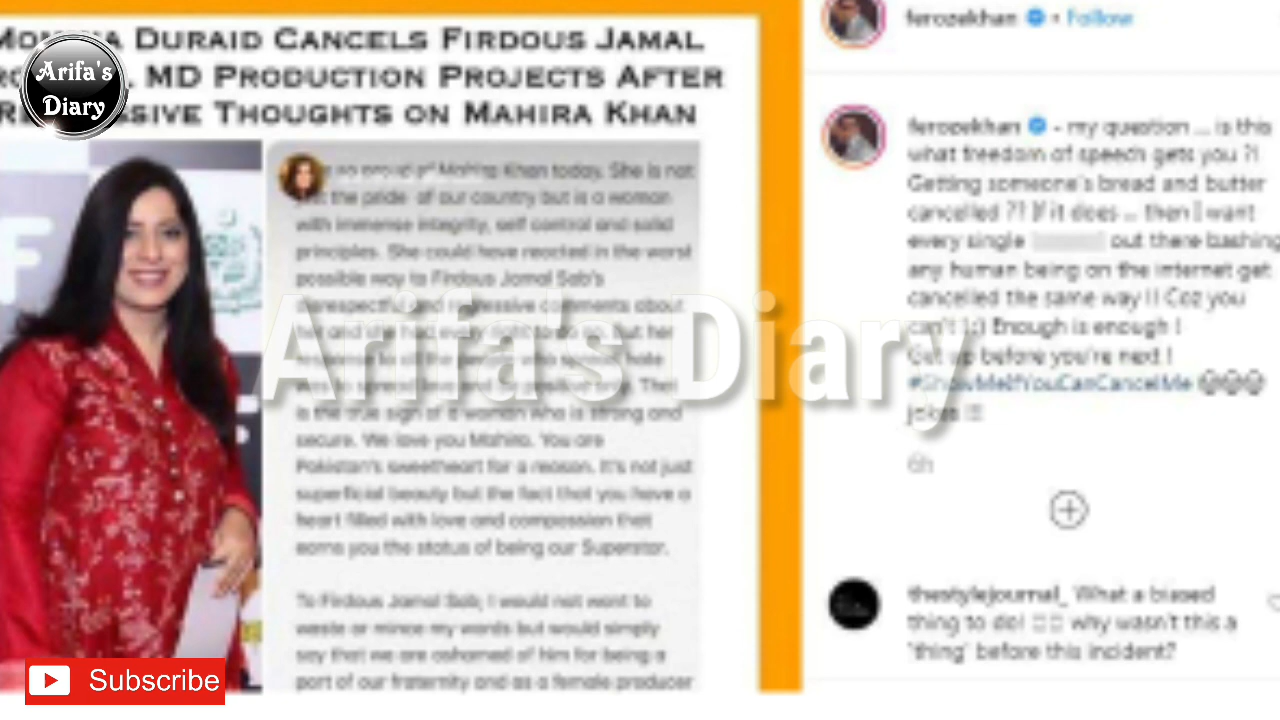 DURAID CANCELS FIRDOUS JAMAL
MD PRODUCTION PROJECTS AFTER
THOUGHTS ON MAHIRA KHAN
Arifa's
Diary
proud of Mahira Khan today. She is not
the pride of our country but is a woman
with immense integrity, self control and solid
principles. She could have reacted in the worst
possible way to Firdous Jamal Sab's
disrespectful and regressive comments about
her and she had every right to do so. But her
response to all the
was to spread love and
That
is the true sign of a woman who is strong and
secure. We love you Mahira. You are
Pakistan's sweetheart for a reason. It's not just
superficial beauty but the fact that you have a
heart filled with love and compassion that
earns you the status of being our Superstar.
To Firdous Jamal Sab, I would not want to
waste or mince my words but would simply
say that we are ashamed of him for being a
part of our fraternity and as a female producer
Arifa's Diary
Subscribe
ferozekhan • Follow
ferozekhan - my question ... is this
what freedom of speech gets you ?!
Getting someone's bread and butter
cancelled ?? If it does ... then I want
every single out there bashing
any human being on the internet get
cancelled the same way !! Coz you
can't :) Enough is enough !
Get up before you're next !
#ShowMeIfYouCanCancelMe
jokes
6h
thestylejournal_ What a biased
thing to do! why wasn't this a
'thing' before this incident?